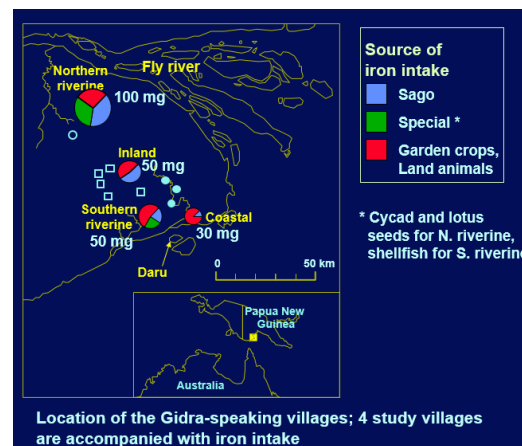 Northern
riverine
Fly river
100 mg
Inland
50 mg
Southern
riverine
50 mg
Coastal
30 mg
Daru
0
50 km
Papua New
Guinea
Australia
Source of
iron intake
Sago
Special *
Garden crops,
Land animals
* Cycad and lotus
seeds for N. riverine,
shellfish for S. riverine
Location of the Gidra-speaking villages; 4 study villages
are accompanied with iron intake